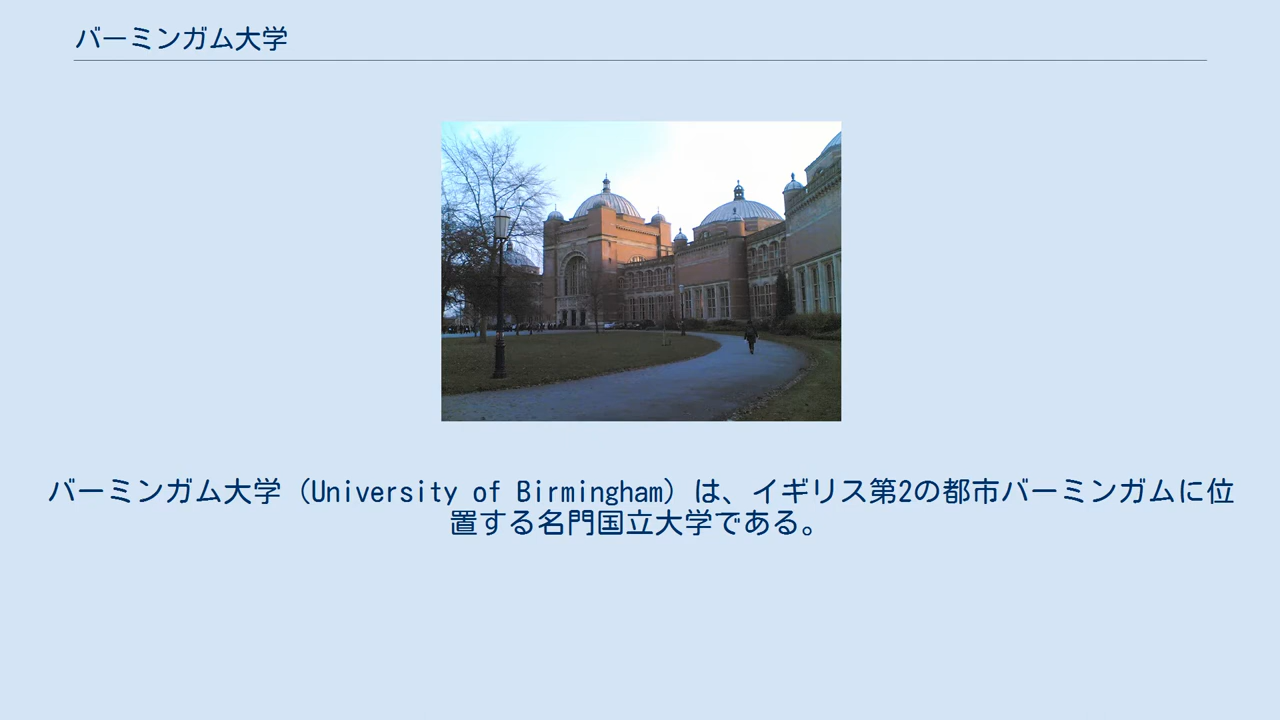 バーミンガム大学
バーミンガム大学（University of Birmingham）は、イギリス第2の都市バーミンガムに位
置する名門国立大学である。